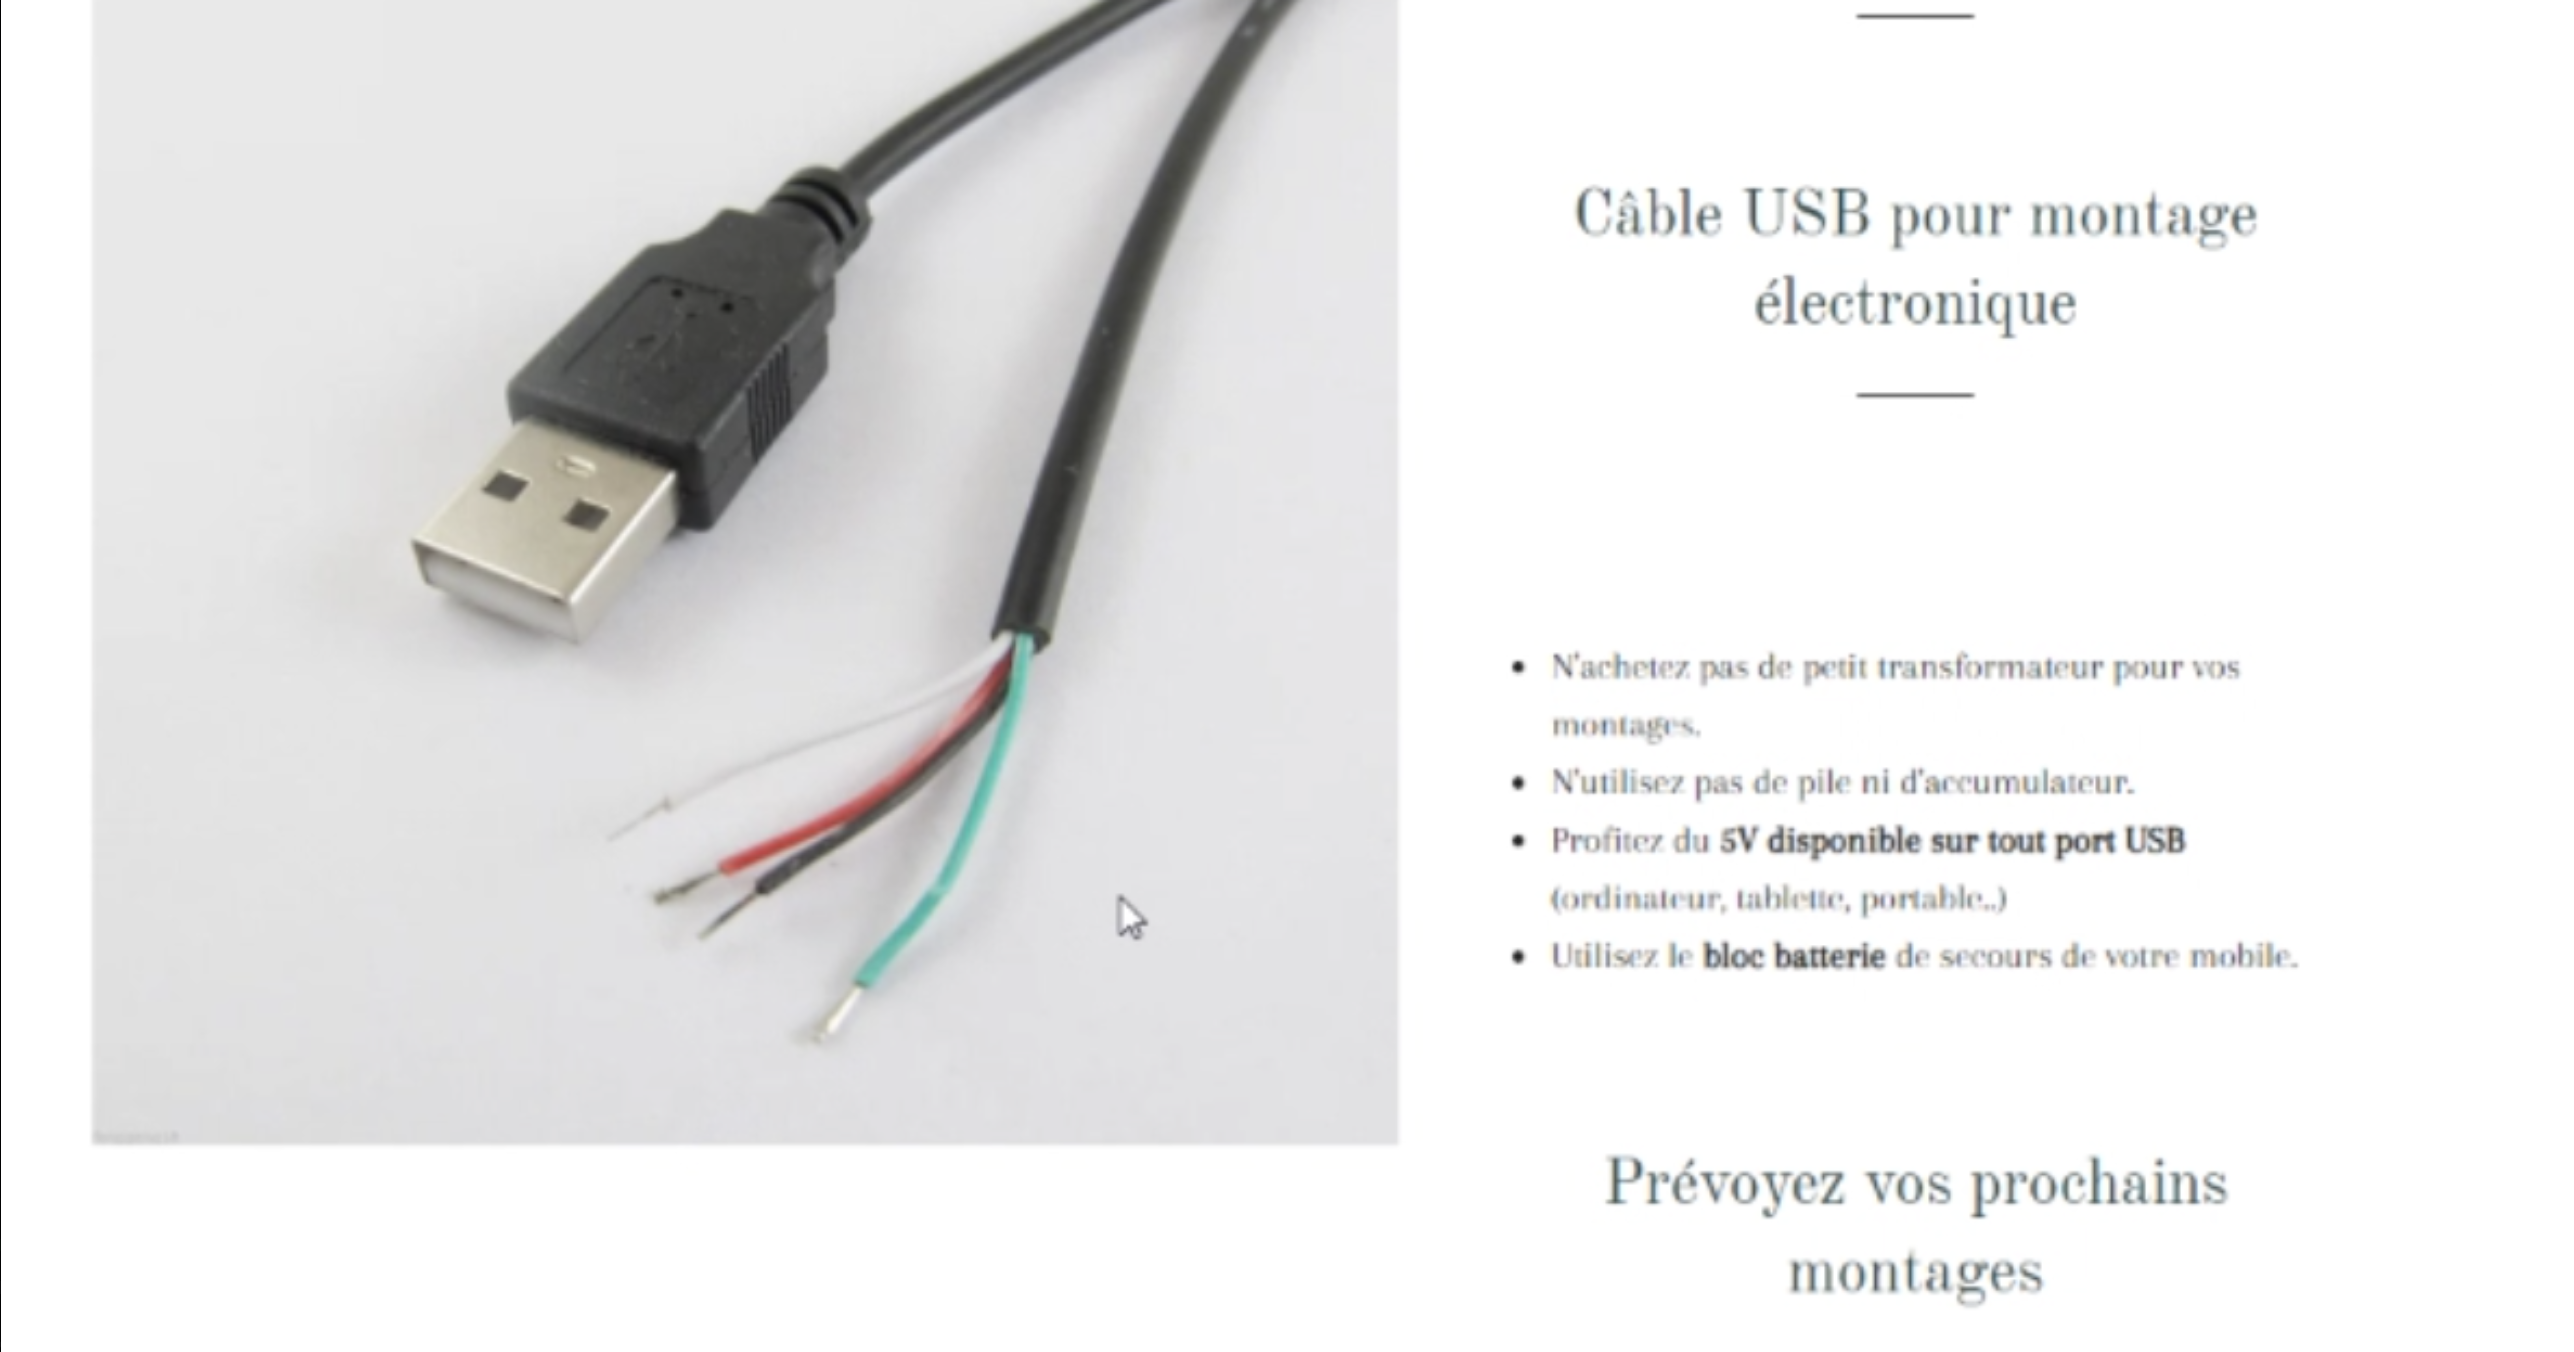 Câble USB pour montage
électronique
N'achetez pas de petit transformateur pour vos
montages.
N'utilisez pas de pile ni d'accumulateur.
Profitez du 5V disponible sur tout port USB
(ordinateur, tablette, portable..)
Utilisez le bloc batterie de secours de votre mobile.
Prévoyez vos prochains
montages